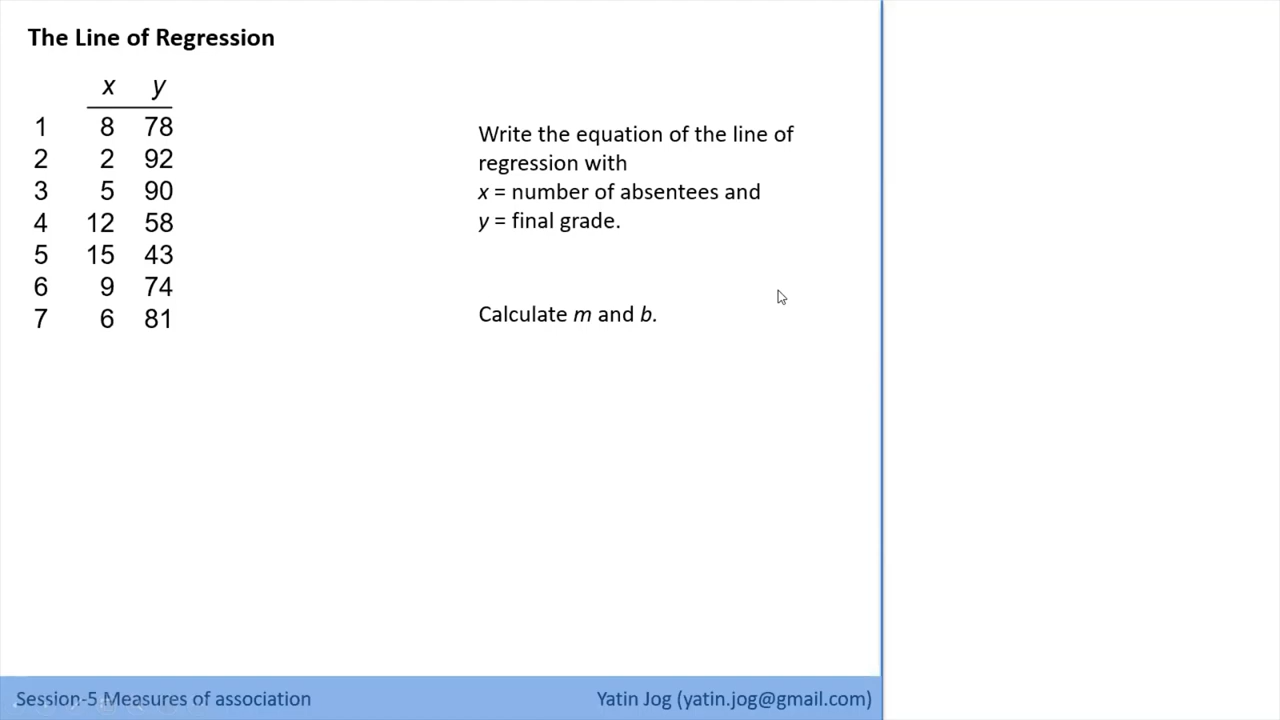 The Line of Regression
x y
1 8 78
2 2 92
3 5 90
4 12 58
5 15 43
6 9 74
7 6 81
Write the equation of the line of
regression with
x = number of absentees and
y = final grade.
Calculate m and b.
Session-5 Measures of association
Yatin Jog (yatin.jog@gmail.com)